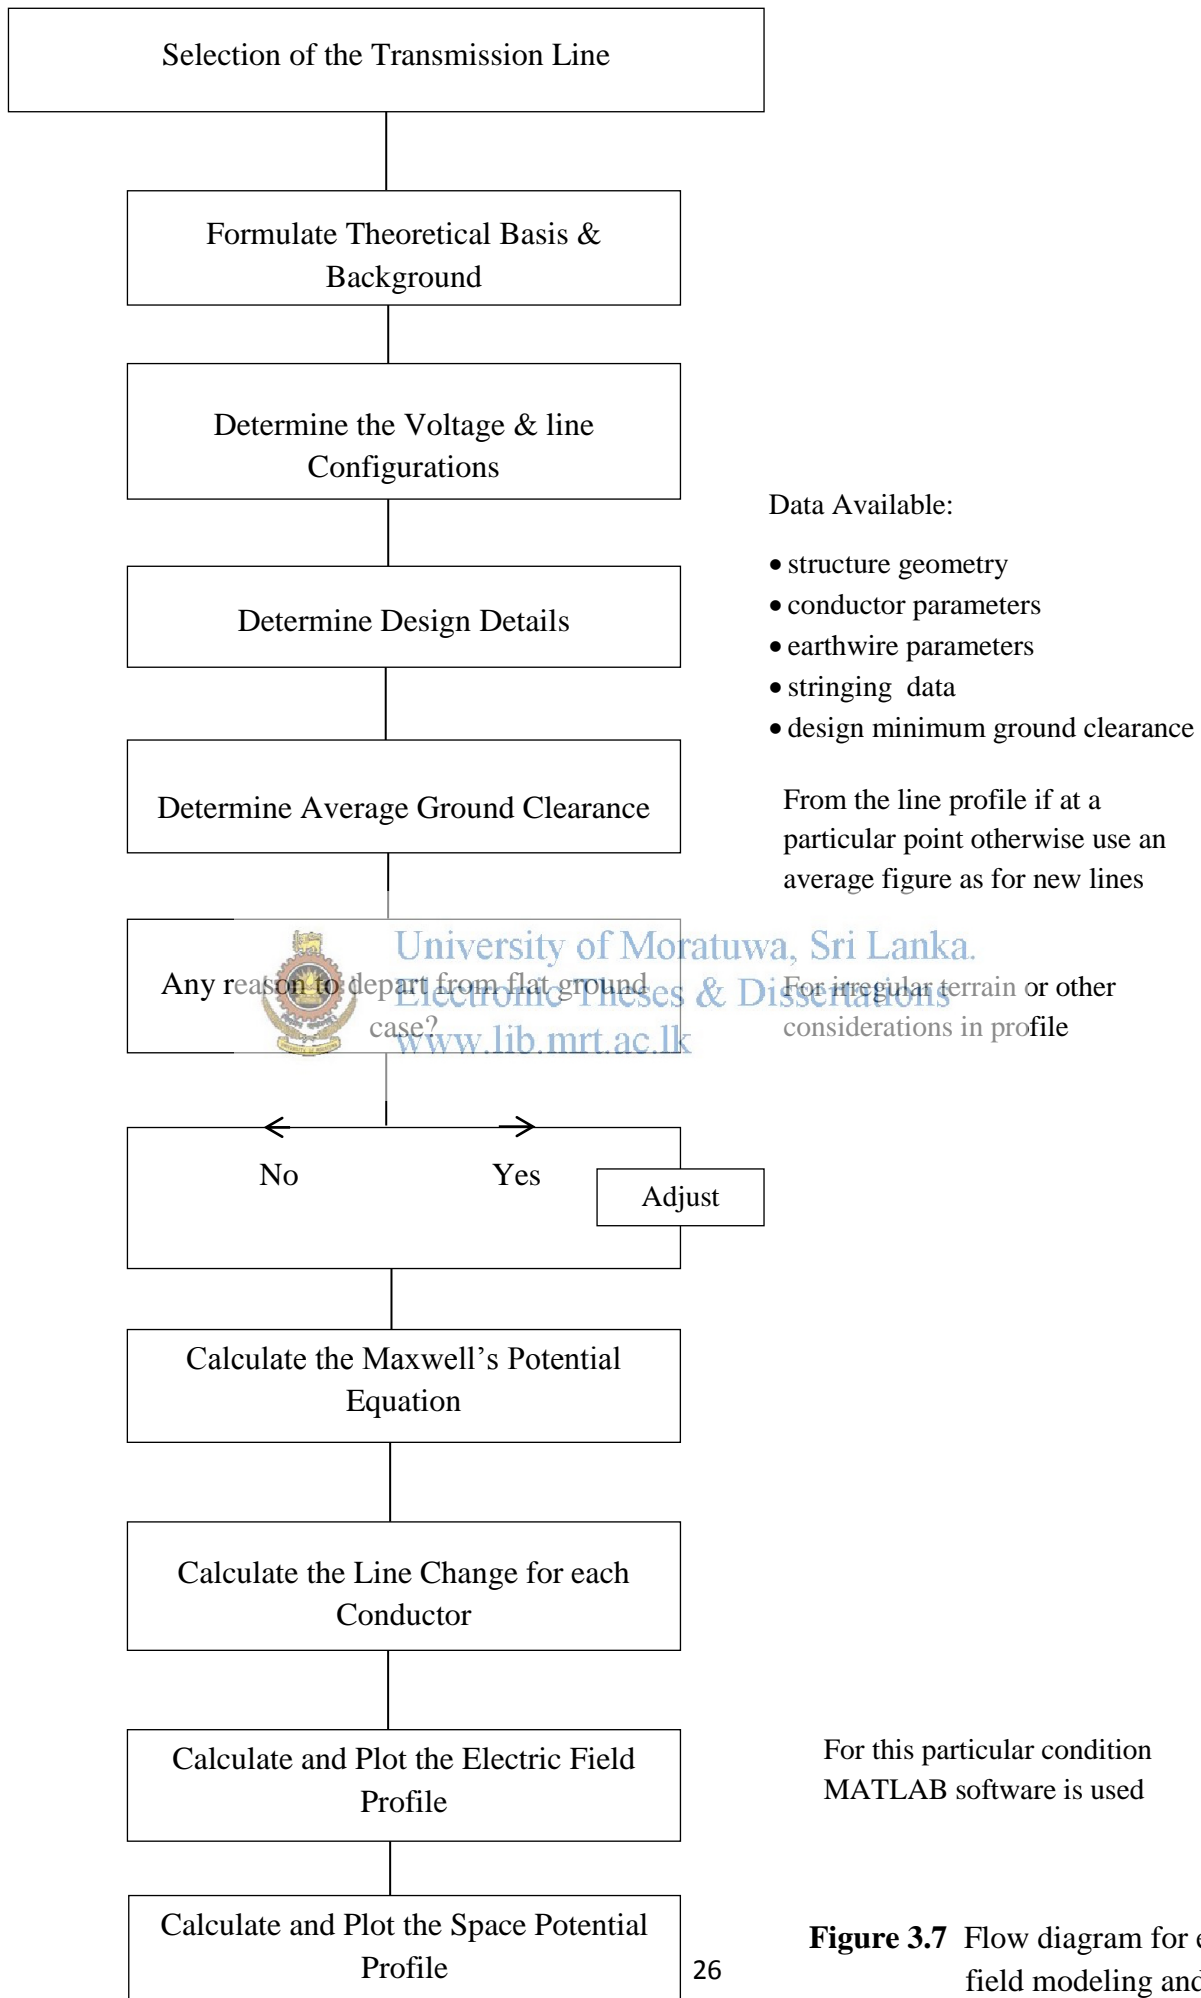 Selection of the Transmission Line
Formulate Theoretical Basis &
Background
Determine the Voltage & line
Configurations
Data Available:
• structure geometry
• conductor parameters
• earthwire parameters
• stringing data
• design minimum ground clearance
Determine Design Details
Determine Average Ground Clearance
From the line profile if at a
particular point otherwise use an
average figure as for new lines
University of Moratuwa, Sri Lanka.
Electronic Theses & Dissertations
www.lib.mrt.ac.lk
Any reason to depart from flat ground
case?
For irregular terrain or other
considerations in profile
No
Yes
Adjust
Calculate the Maxwell’s Potential
Equation
Calculate the Line Change for each
Conductor
Calculate and Plot the Electric Field
Profile
For this particular condition
MATLAB software is used
Calculate and Plot the Space Potential
Profile
26
Figure 3.7 Flow diagram for
field modeling